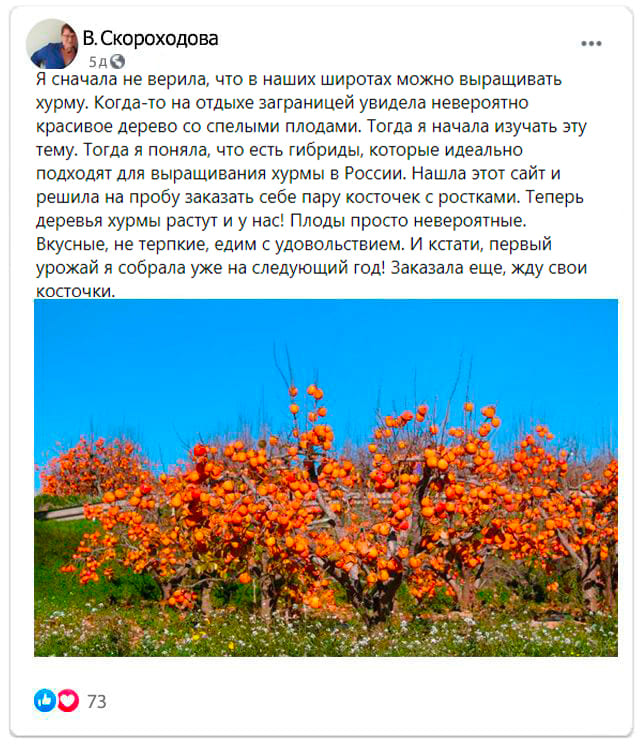 В. Скороходова
5 д
Я сначала не верила, что в наших широтах можно выращивать
хурму. Когда-то на отдыхе заграницей увидела невероятно
красивое дерево со спелыми плодами. Тогда я начала изучать эту
тему. Тогда я поняла, что есть гибриды, которые идеально
подходят для выращивания хурмы в России. Нашла этот сайт и
решила на пробу заказать себе пару косточек с ростками. Теперь
деревья хурмы растут и у нас! Плоды просто невероятные.
Вкусные, не терпкие, едим с удовольствием. И кстати, первый
урожай я собрала уже на следующий год! Заказала еще, жду свои
косточки.
73